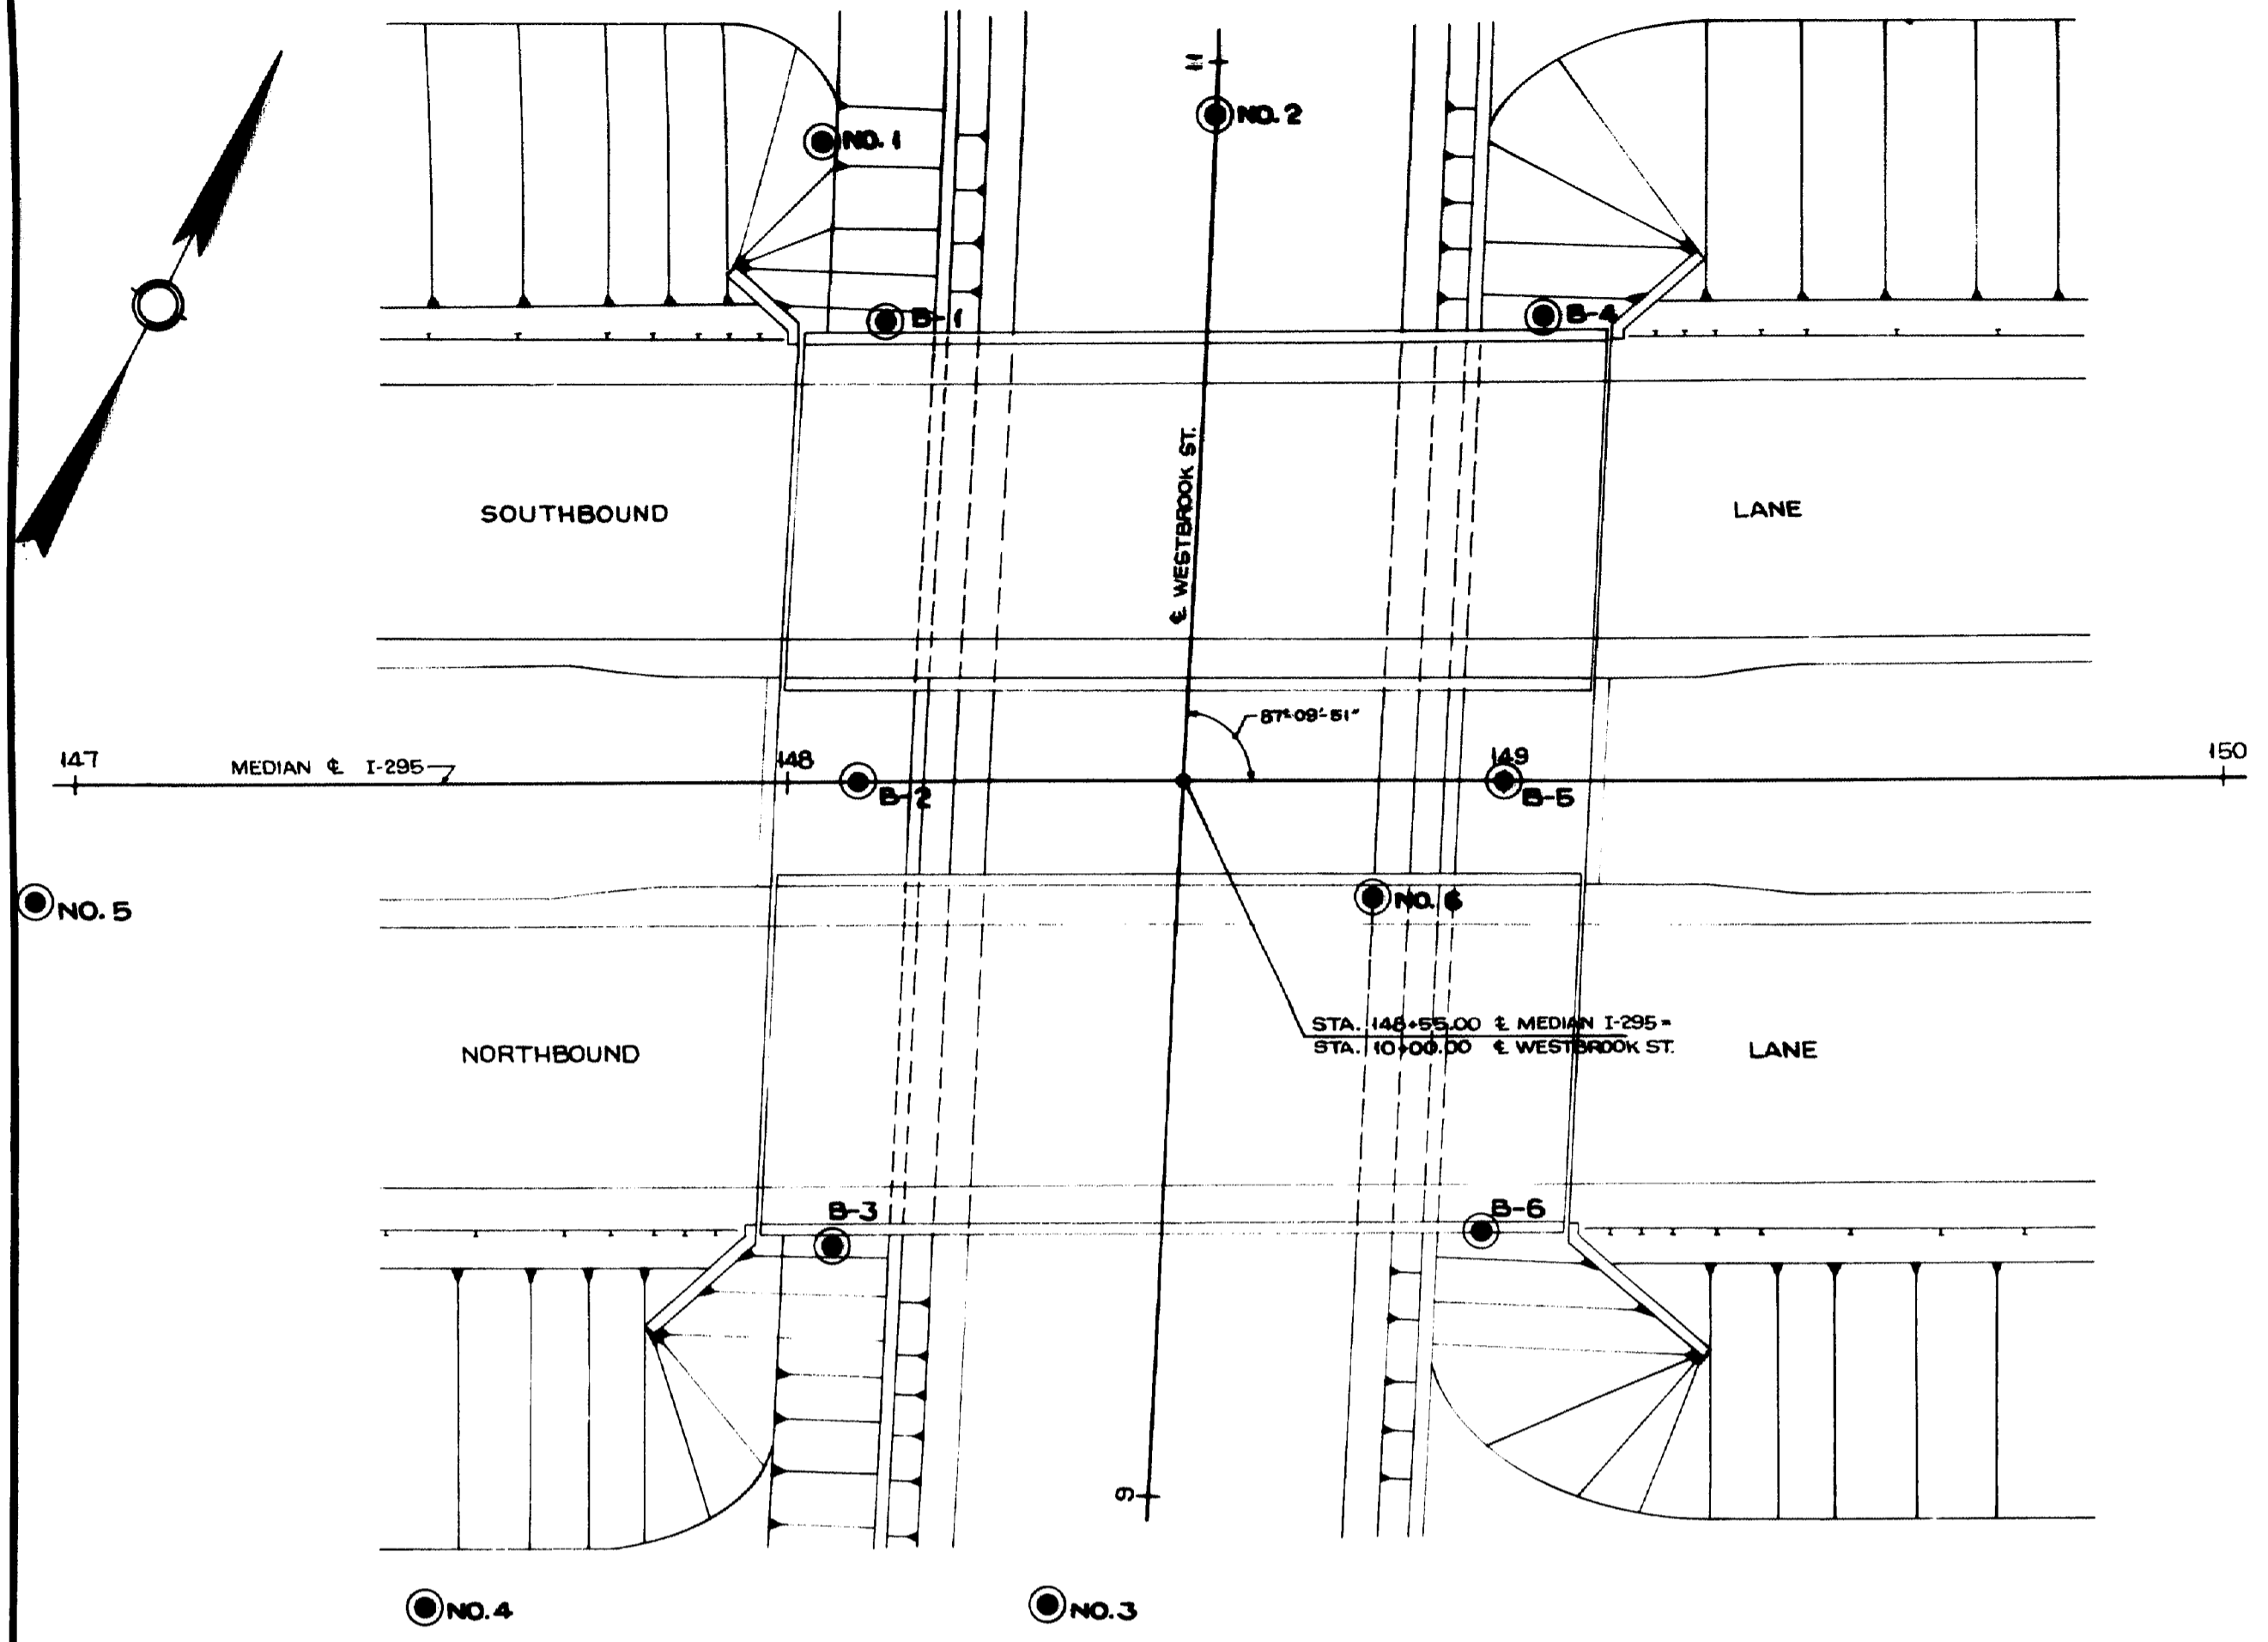 11
NO. 2
NO. 1
B-1
B-4
℄ WESTBROOK ST.
SOUTHBOUND
LANE
87°-09'-51"
147
MEDIAN ℄ I-295
148
149
150
B-2
B-5
NO. 5
NO. 6
STA. 148+55.00 ℄ MEDIAN I-295 =
STA. 10+00.00 ℄ WESTBROOK ST.
NORTHBOUND
LANE
B-3
B-6
9
NO. 4
NO. 3